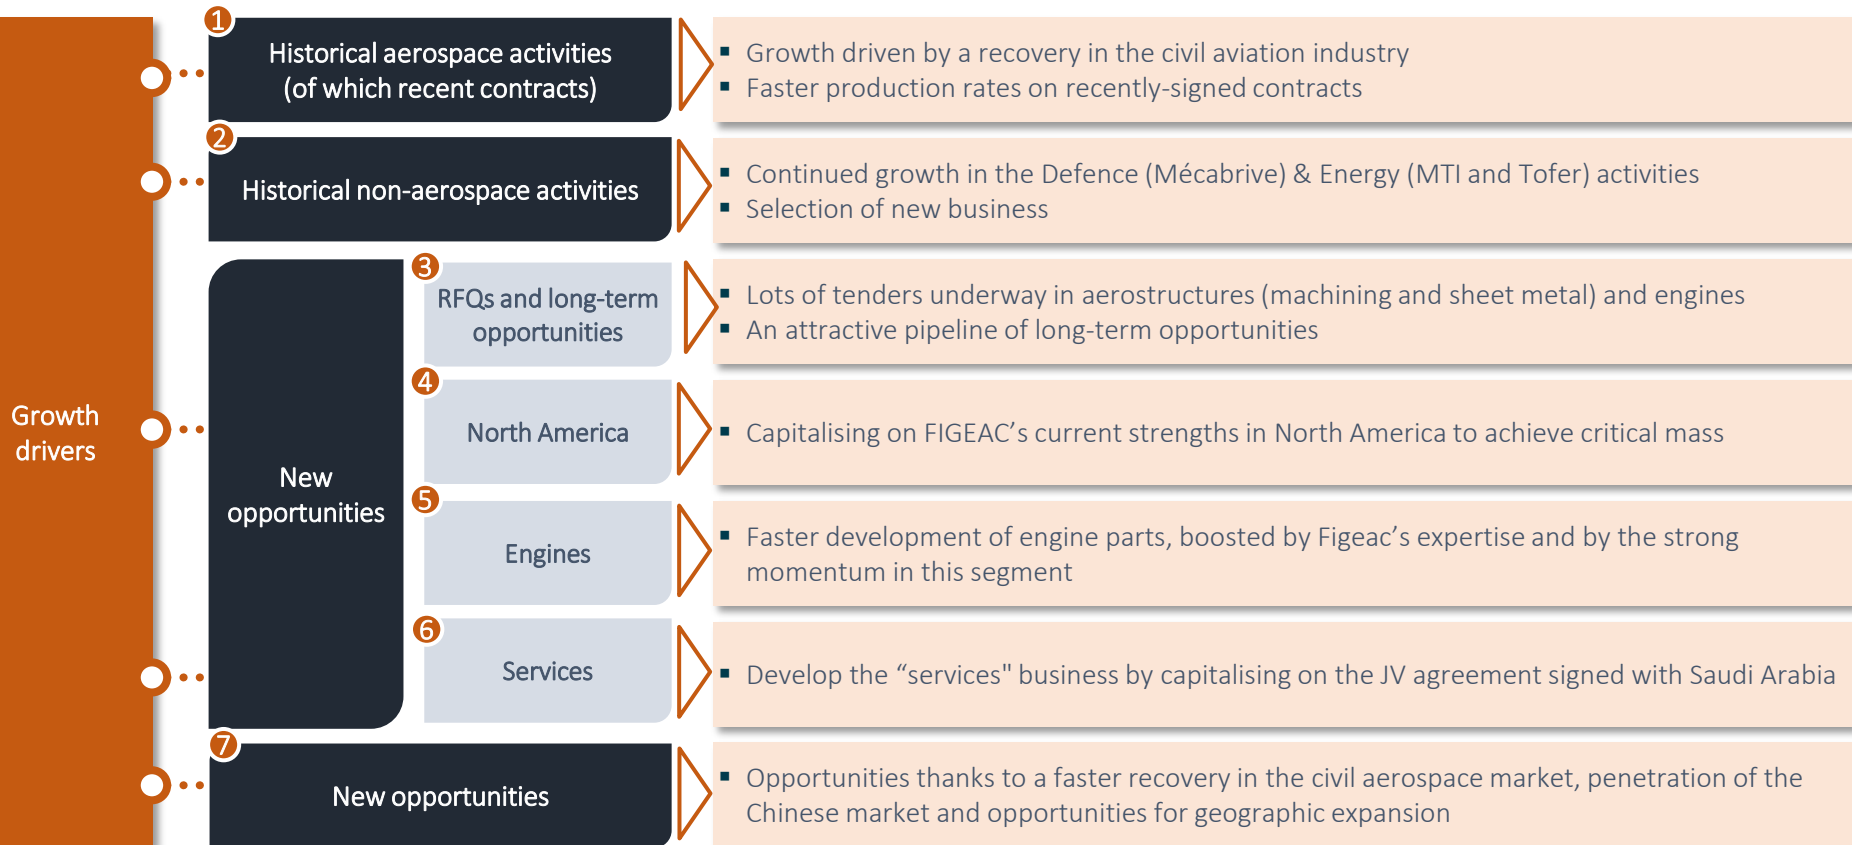 Growth
drivers
1
Historical aerospace activities
(of which recent contracts)
▪ Growth driven by a recovery in the civil aviation industry
▪ Faster production rates on recently-signed contracts
2
Historical non-aerospace activities
▪ Continued growth in the Defence (Mécabrive) & Energy (MTI and Tofer) activities
▪ Selection of new business
New
opportunities
3
RFQs and long-term
opportunities
▪ Lots of tenders underway in aerostructures (machining and sheet metal) and engines
▪ An attractive pipeline of long-term opportunities
4
North America
▪ Capitalising on FIGEAC’s current strengths in North America to achieve critical mass
5
Engines
▪ Faster development of engine parts, boosted by Figeac’s expertise and by the strong
momentum in this segment
6
Services
▪ Develop the “services" business by capitalising on the JV agreement signed with Saudi Arabia
7
New opportunities
▪ Opportunities thanks to a faster recovery in the civil aerospace market, penetration of the
Chinese market and opportunities for geographic expansion